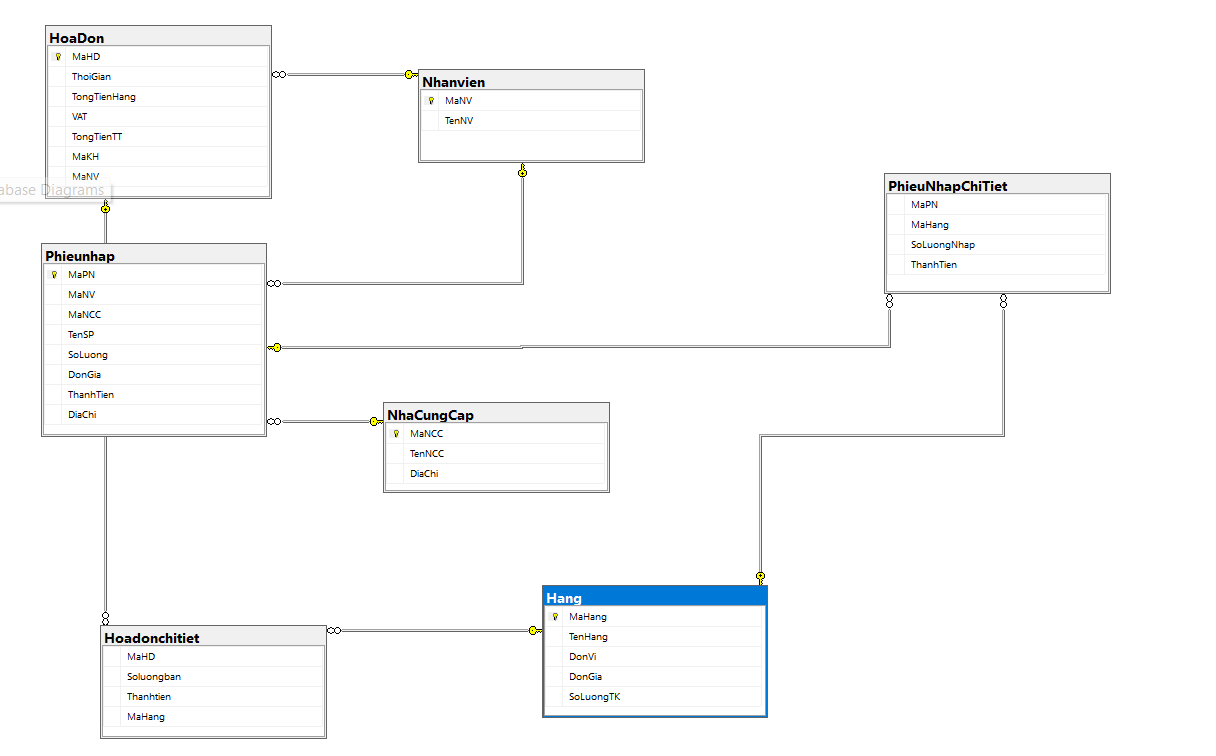 HoaDon
MaHD
ThoiGian
TongTienHang
VAT
TongTienTT
MaKH
MaNV
abase Diagrams
Nhanvien
MaNV
TenNV
PhieuNhapChiTiet
MaPN
MaHang
SoLuongNhap
ThanhTien
Phieunhap
MaPN
MaNV
MaNCC
TenSP
SoLuong
DonGia
ThanhTien
DiaChi
NhaCungCap
MaNCC
TenNCC
DiaChi
Hang
MaHang
TenHang
DonVi
DonGia
SoLuongTK
Hoadonchitiet
MaHD
Soluongban
Thanhtien
MaHang